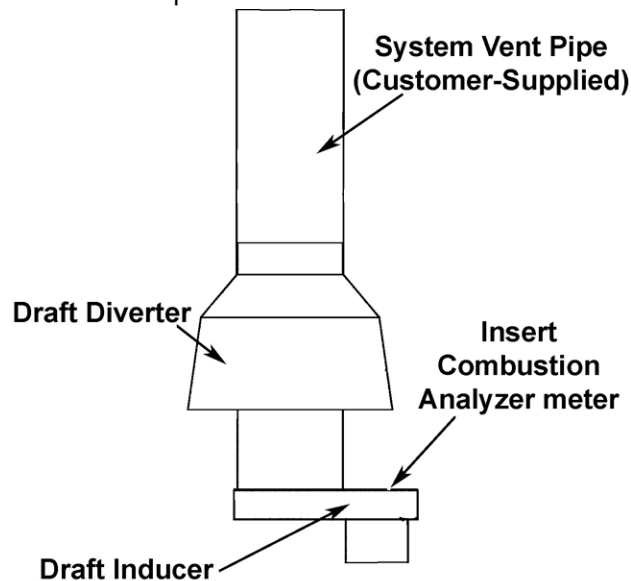 System Vent Pipe
(Customer-Supplied)
Draft Diverter
Insert
Combustion
Analyzer meter
Draft Inducer